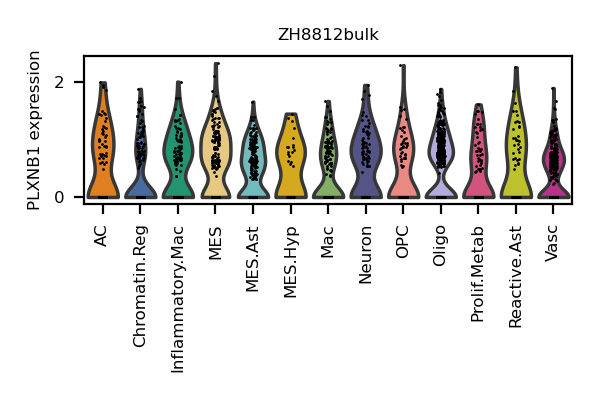 ZH8812bulk
PLXNB1 expression
2
0
AC
Chromatin.Reg
Inflammatory.Mac
MES
MES.Ast
MES.Hyp
Mac
Neuron
OPC
Oligo
Prolif.Metab
Reactive.Ast
Vasc